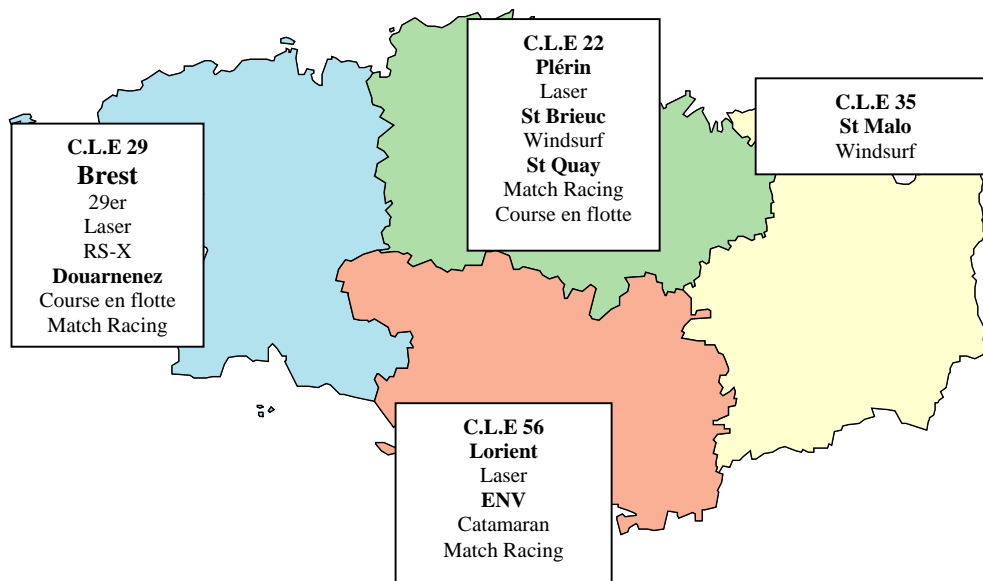 C.L.E 29
Brest
29er
Laser
RS-X
Douarnenez
Course en flotte
Match Racing
C.L.E 22
Plérin
Laser
St Brieuc
Windsurf
St Quay
Match Racing
Course en flotte
C.L.E 35
St Malo
Windsurf
C.L.E 56
Lorient
Laser
ENV
Catamaran
Match Racing